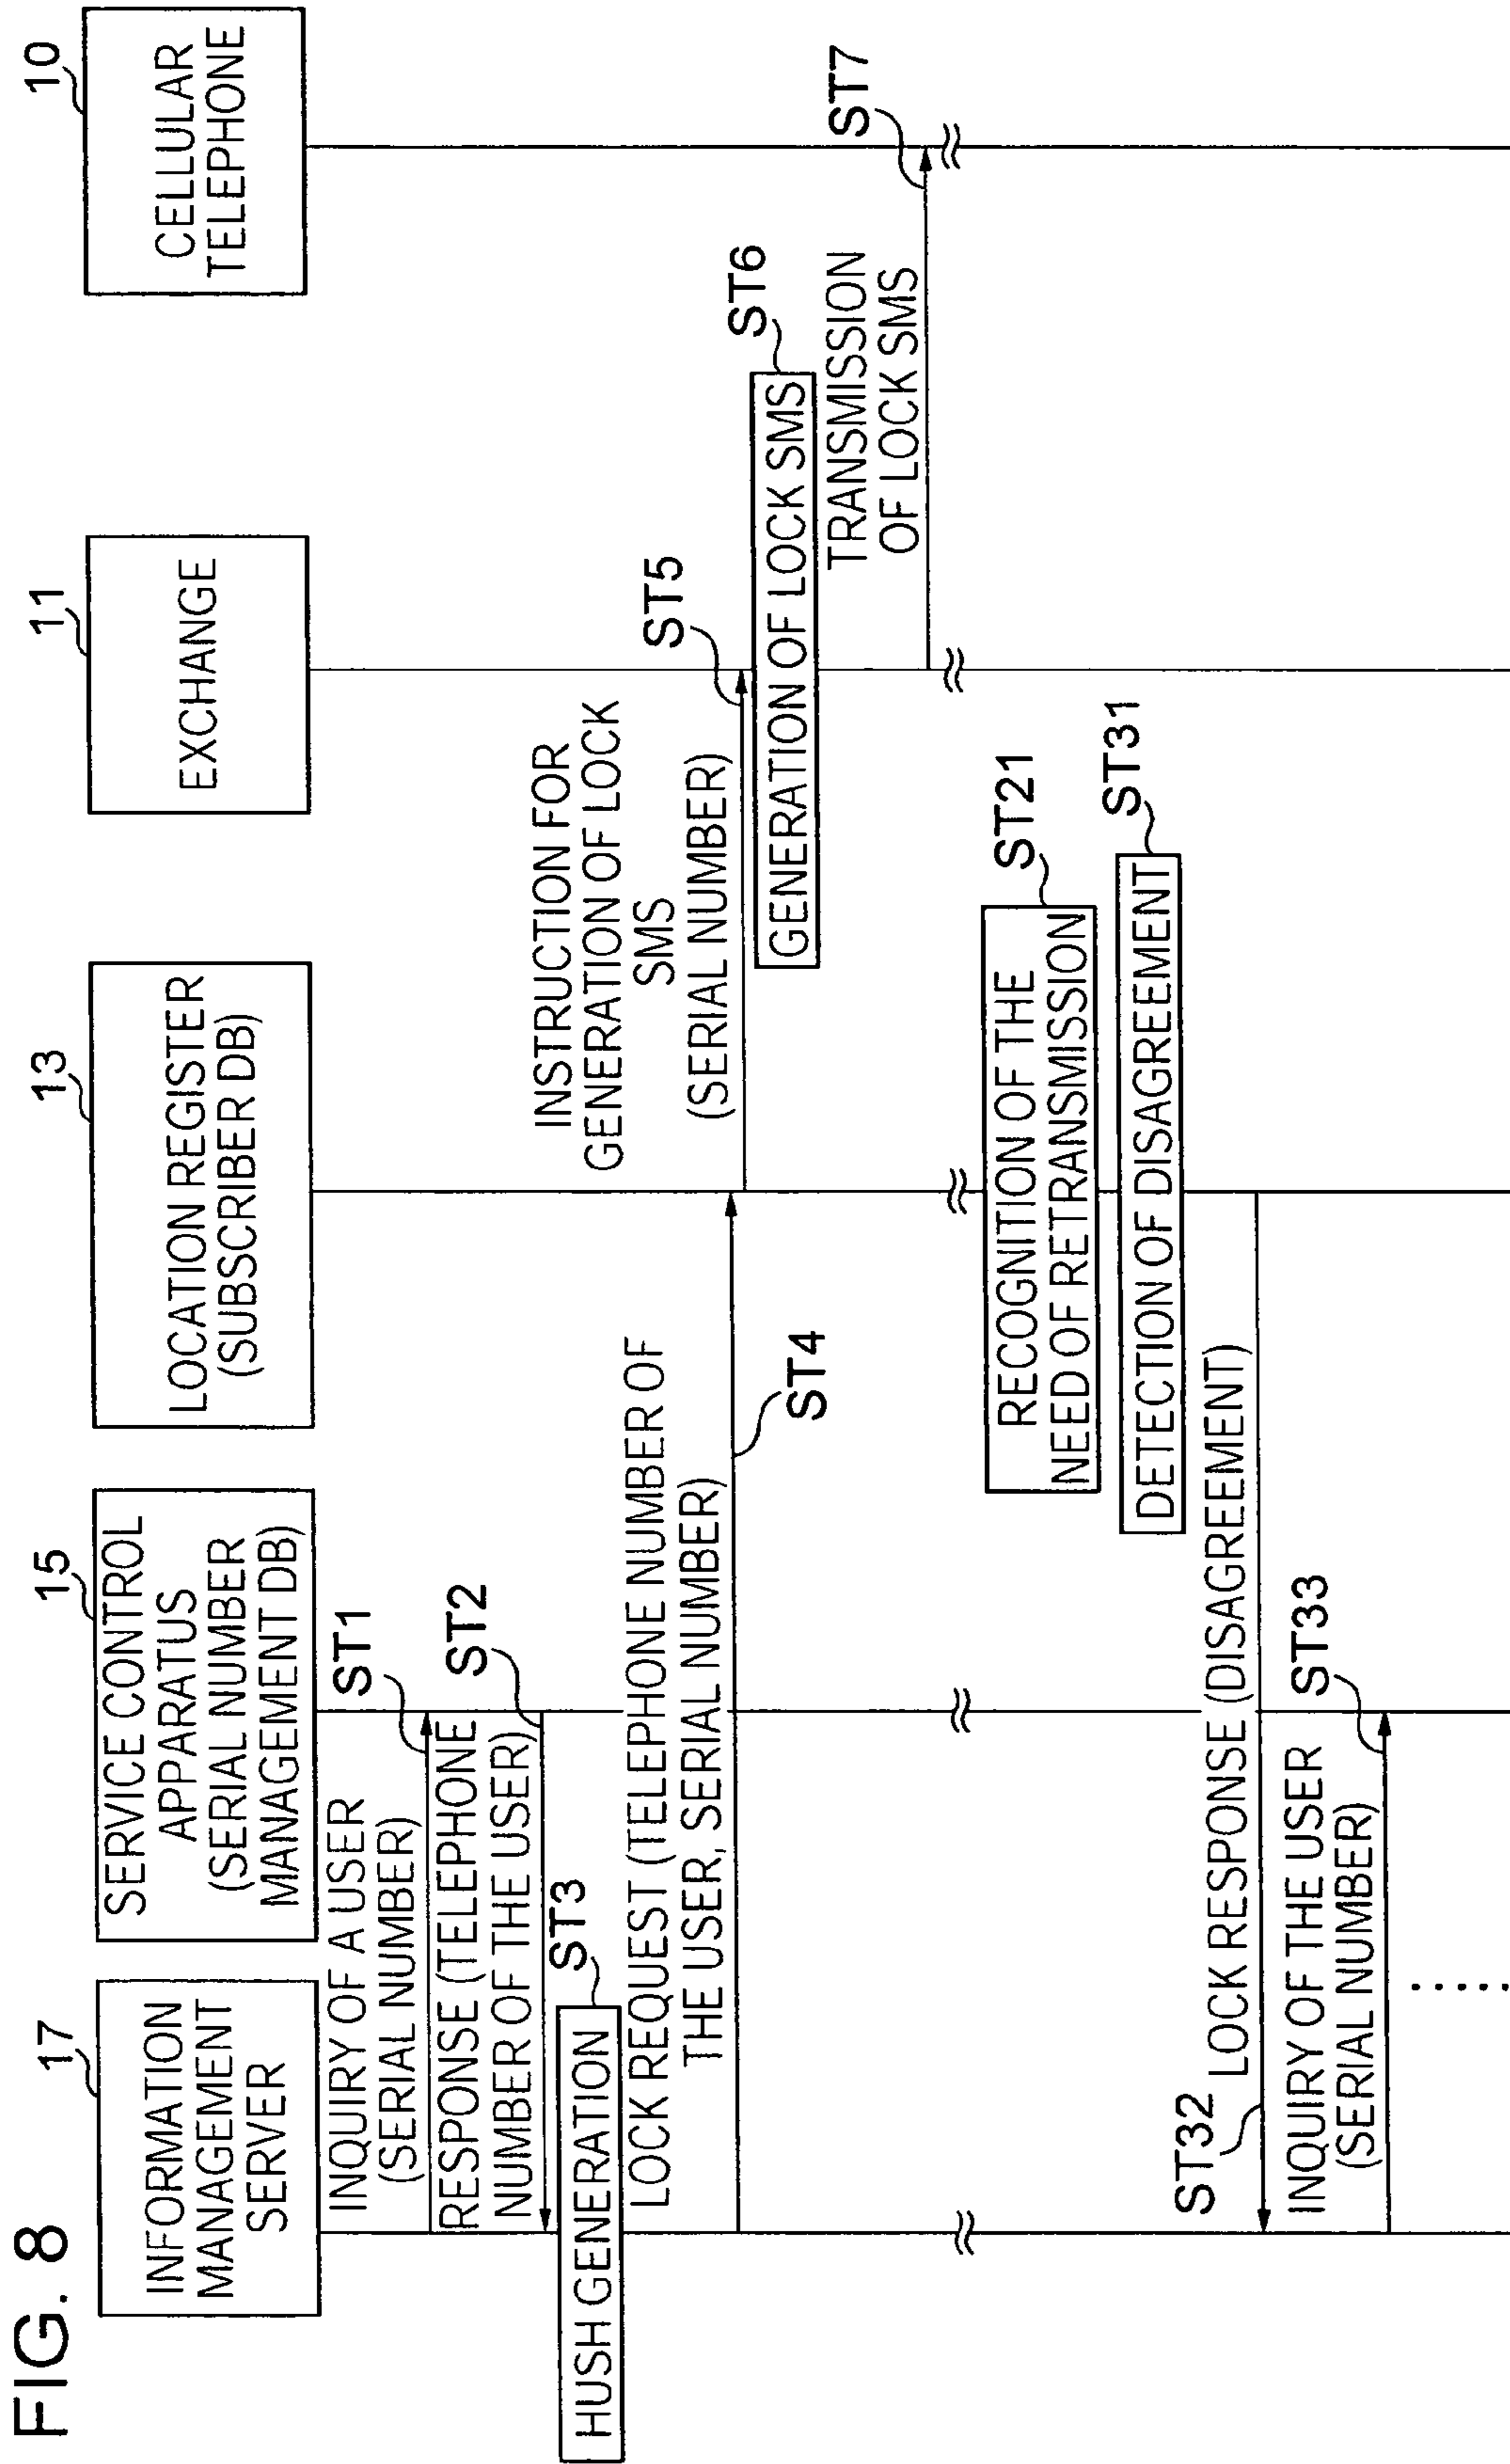 FIG. 8
17
INFORMATION
MANAGEMENT
SERVER
15
SERVICE CONTROL
APPARATUS
(SERIAL NUMBER
MANAGEMENT DB)
13
LOCATION REGISTER
(SUBSCRIBER DB)
11
EXCHANGE
10
CELLULAR
TELEPHONE
INQUIRY OF A USER
(SERIAL NUMBER)
ST1
RESPONSE (TELEPHONE
NUMBER OF THE USER)
ST2
HUSH GENERATION
ST3
LOCK REQUEST (TELEPHONE NUMBER OF
THE USER, SERIAL NUMBER)
ST4
INSTRUCTION FOR
GENERATION OF LOCK
SMS
(SERIAL NUMBER)
ST5
GENERATION OF LOCK SMS
ST6
TRANSMISSION
OF LOCK SMS
ST7
RECOGNITION OF THE
NEED OF RETRANSMISSION
ST21
DETECTION OF DISAGREEMENT
ST31
ST32
LOCK RESPONSE (DISAGREEMENT)
INQUIRY OF THE USER
(SERIAL NUMBER)
ST33